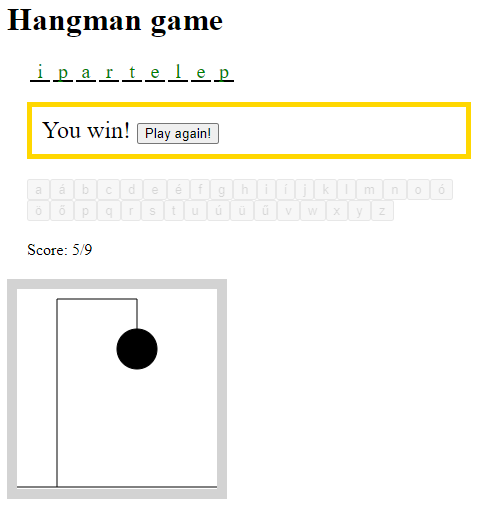 Hangman game
i p a r t e l e p
You win! Play again!
a á b c d e é f g h i í j k l m n o ó
ö ő p q r s t u ú ü ű v w x y z
Score: 5/9